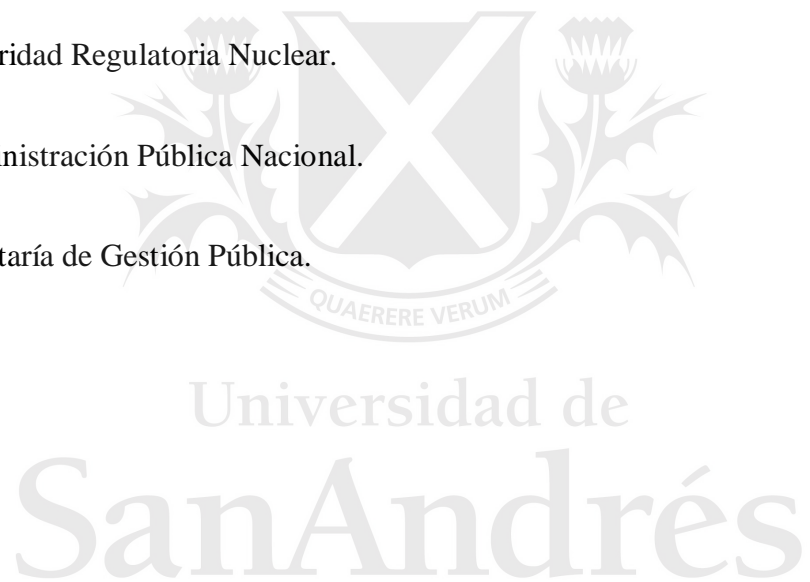 ridad Regulatoria Nuclear.
nistración Pública Nacional.
taría de Gestión Pública.
QUAERERE VERUM
Universidad de
SanAndrés